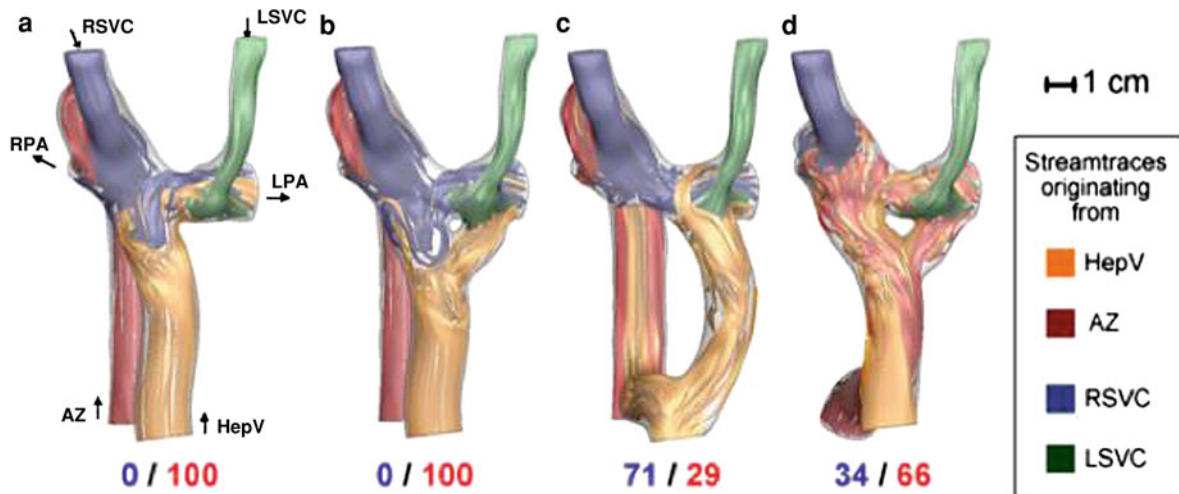 a
RSVC
LSVC
b
c
d
RPA
LPA
AZ
HepV
0 / 100
0 / 100
71 / 29
34 / 66
1 cm
Streamtraces
originating
from
HepV
AZ
RSVC
LSVC